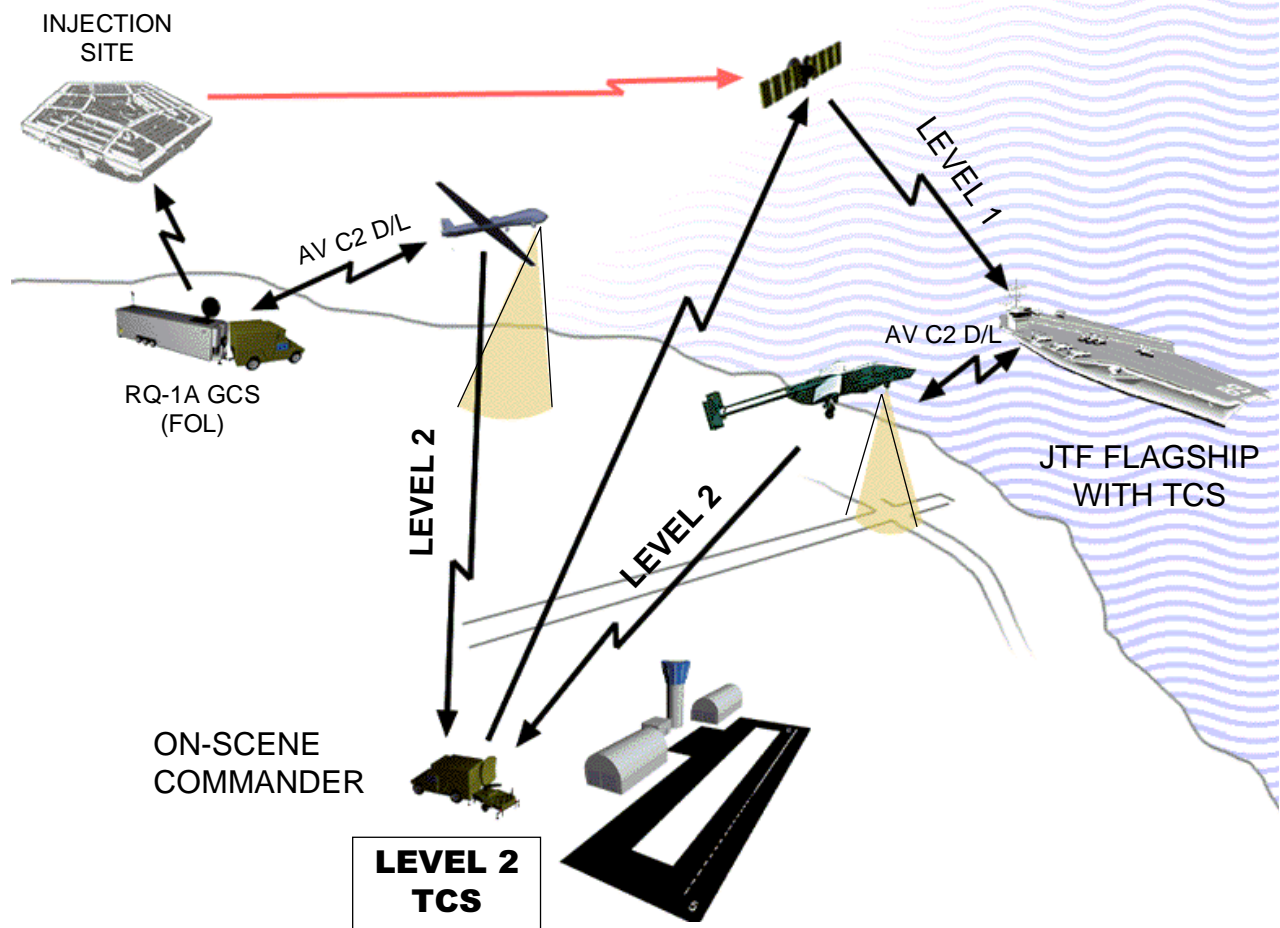 INJECTION
SITE
LEVEL 1
AV C2 D/L
AV C2 D/L
RQ-1A GCS
(FOL)
LEVEL 2
LEVEL 2
JTF FLAGSHIP
WITH TCS
ON-SCENE
COMMANDER
LEVEL 2
TCS